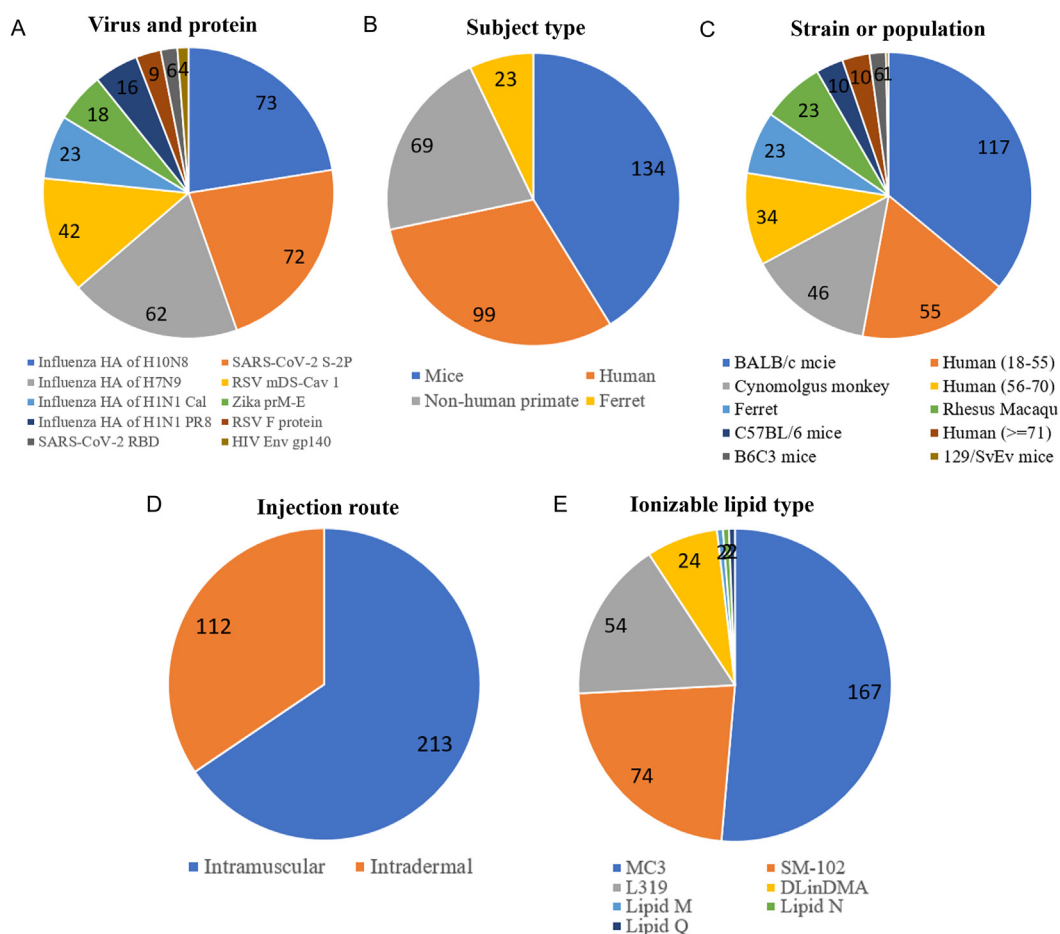 A
Virus and protein
73
72
62
42
23
18
16
9
6
4
Influenza HA of H10N8
SARS-CoV-2 S-2P
Influenza HA of H7N9
RSV mDS-Cav 1
Influenza HA of H1N1 Cal
Zika prM-E
Influenza HA of H1N1 PR8
RSV F protein
SARS-CoV-2 RBD
HIV Env gp140
B
Subject type
134
99
69
23
Mice
Human
Non-human primate
Ferret
C
Strain or population
117
55
46
34
23
23
10
10
6
1
BALB/c mcie
Human (18-55)
Cynomolgus monkey
Human (56-70)
Ferret
Rhesus Macaqu
C57BL/6 mice
Human (>=71)
B6C3 mice
129/SvEv mice
D
Injection route
213
112
Intramuscular
Intradermal
E
Ionizable lipid type
167
74
54
24
2
2
2
MC3
SM-102
L319
DLinDMA
Lipid M
Lipid N
Lipid Q